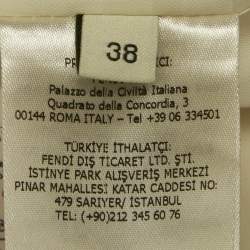 38
PR
CI:
Palazzo della Civiltà Italiana
Quadrato della Concordia, 3
00144 ROMA ITALY - Tel +39 06 334501
TÜRKİYE İTHALATÇI:
FENDİ DIŞ TİCARET LTD. ŞTİ.
İSTİNYE PARK ALIŞVERİŞ MERKEZİ
PINAR MAHALLESI KATAR CADDESİ NO:
479 SARIYER/ İSTANBUL
TEL: (+90)212 345 60 76